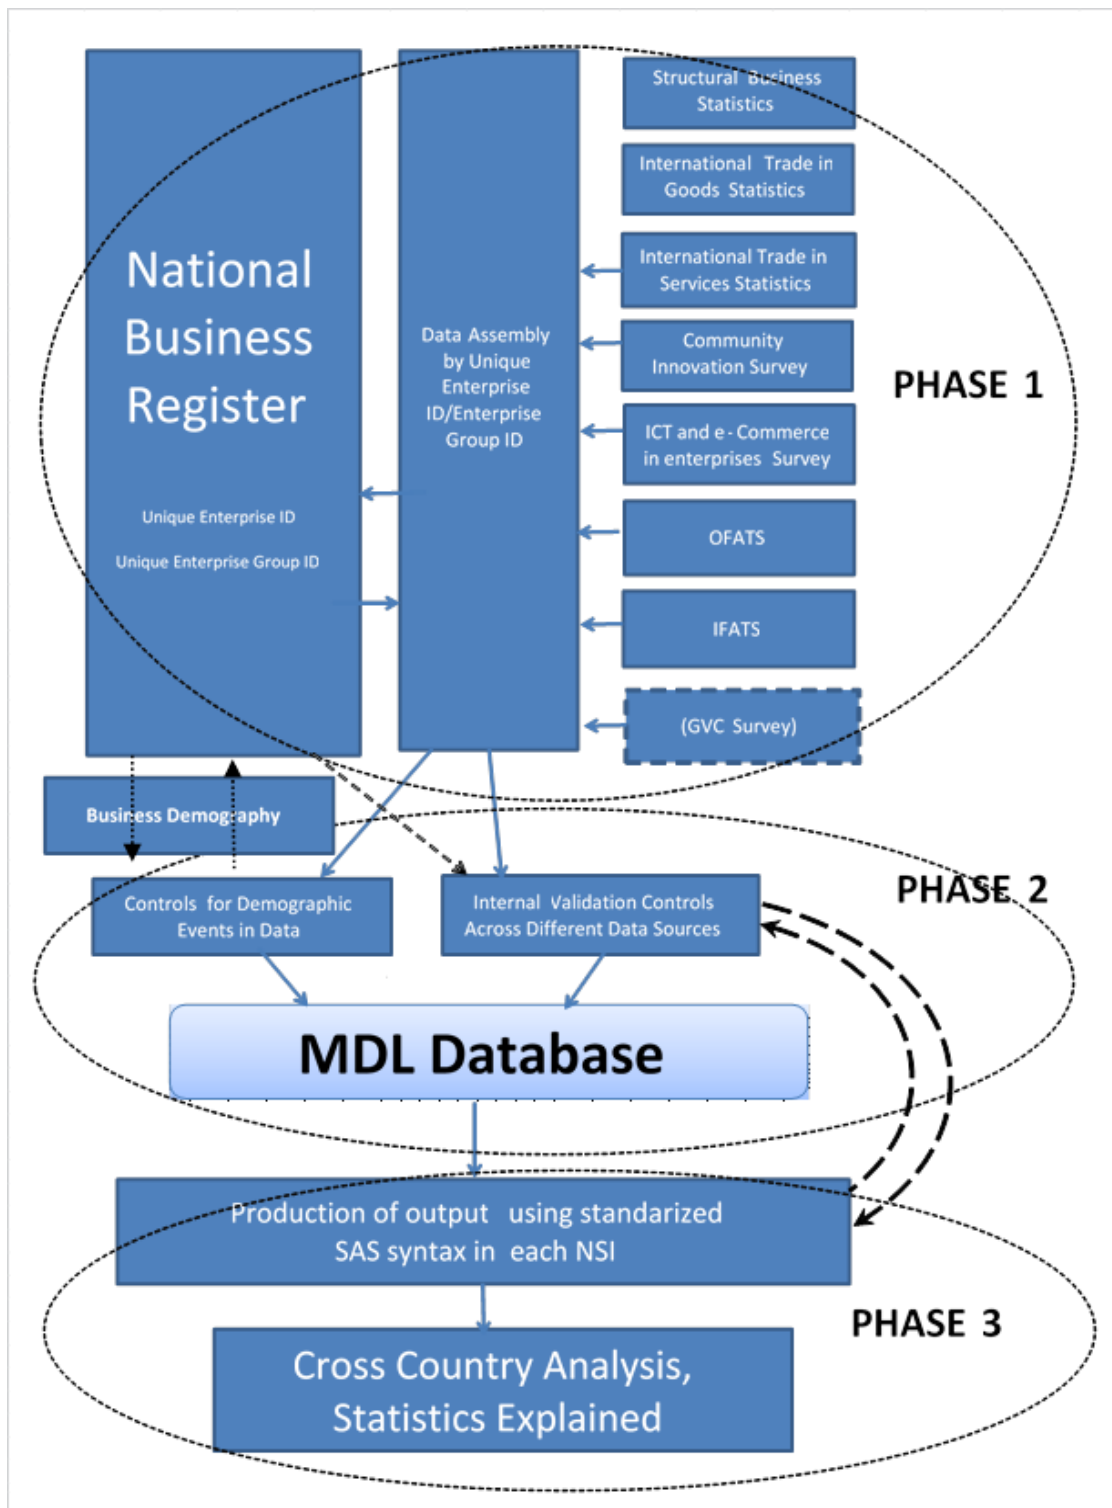 National
Business
Register
Unique Enterprise ID
Unique Enterprise Group ID
Data Assembly
by Unique
Enterprise
ID/Enterprise
Group ID
Structural Business
Statistics
International Trade in
Goods Statistics
International Trade in
Services Statistics
Community
Innovation Survey
ICT and e - Commerce
in enterprises Survey
OFATS
IFATS
(GVC Survey)
PHASE 1
Business Demography
Controls for Demographic
Events in Data
Internal Validation Controls
Across Different Data Sources
PHASE 2
MDL Database
Production of output using standarized
SAS syntax in each NSI
PHASE 3
Cross Country Analysis,
Statistics Explained